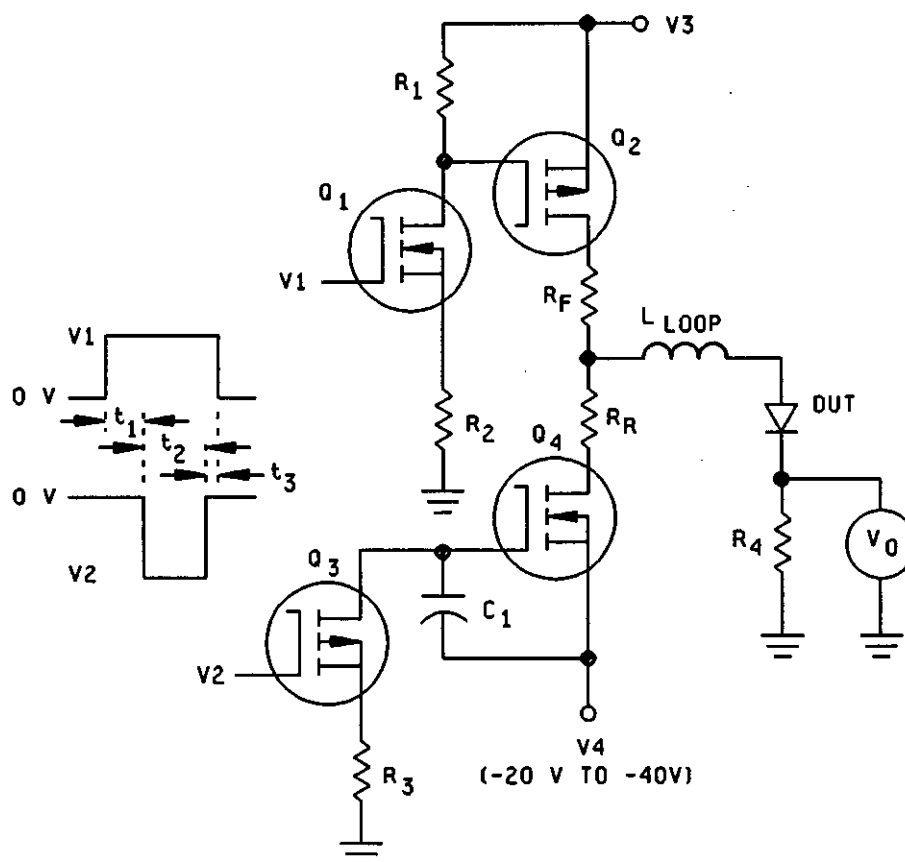 V3
R1
Q2
Q1
V1
RF
L LOOP
V1
0 V
t1
t2
t3
0 V
V2
R2
RR
Q4
DUT
R4
VO
Q3
C1
V2
R3
V4
(-20 V TO -40V)